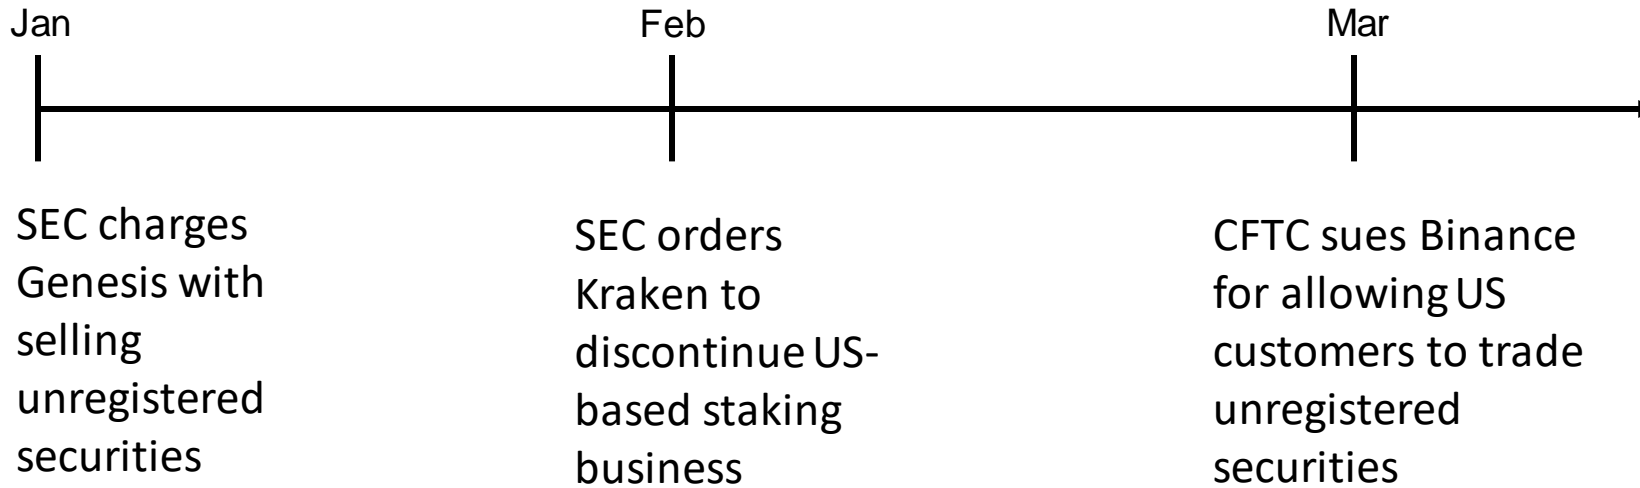 Jan
Feb
Mar
SEC charges
Genesis with
selling
unregistered
securities
SEC orders
Kraken to
discontinue US-
based staking
business
CFTC sues Binance
for allowing US
customers to trade
unregistered
securities